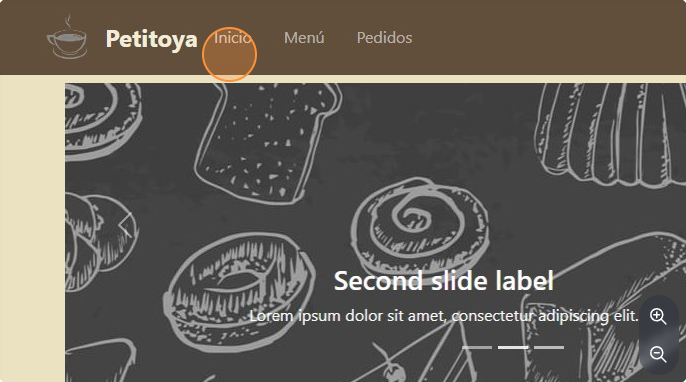 Petitoya Inicio Menú Pedidos
Second slide label
Lorem ipsum dolor sit amet, consectetur adipiscing elit.